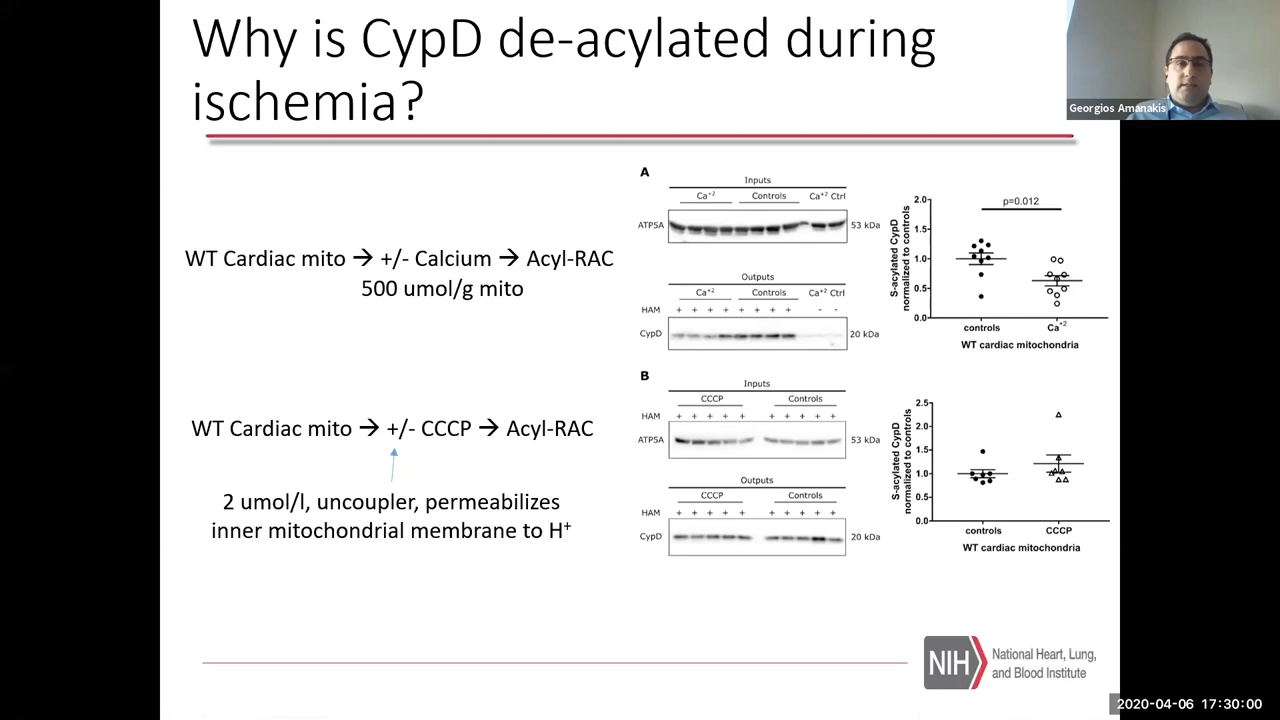 Why is CypD de-acylated during
ischemia?
Georgios Amanakis
WT Cardiac mito → +/- Calcium → Acyl-RAC
500 umol/g mito
WT Cardiac mito → +/- CCCP → Acyl-RAC
2 umol/l, uncoupler, permeabilizes
inner mitochondrial membrane to H⁺
A
Inputs
Ca⁺² Controls Ca⁺² Ctrl
ATP5A 53 kDa
Outputs
Ca⁺² Controls Ca⁺² Ctrl
HAM + + + + + + + + - -
CypD 20 kDa
S-acylated CypD
normalized to controls
2.0
1.5
1.0
0.5
0.0
p=0.012
controls Ca⁺²
WT cardiac mitochondria
B
Inputs
CCCP Controls
HAM + + + + + + + + + +
ATP5A 53 kDa
Outputs
CCCP Controls
HAM + + + + + + + + + +
CypD 20 kDa
S-acylated CypD
normalized to controls
2.5
2.0
1.5
1.0
0.5
0.0
controls CCCP
WT cardiac mitochondria
NIH National Heart, Lung,
and Blood Institute
2020-04-06 17:30:00